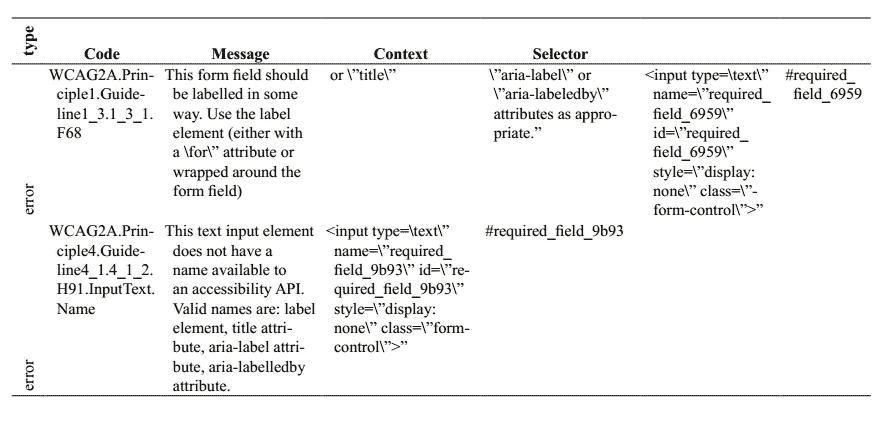 type Code Message Context Selector
error
WCAG2A.Prin-
ciple1.Guide-
line1_3.1_3_1.
F68
This form field should
be labelled in some
way. Use the label
element (either with
a \for\” attribute or
wrapped around the
form field)
or \”title\”
\”aria-label\” or
\”aria-labeledby\”
attributes as appro-
priate.”
<input type=\text\”
name=\”required_
field_6959\”
id=\”required_
field_6959\”
style=\”display:
none\” class=\”-
form-control\”>”
#required_
field_6959
error
WCAG2A.Prin-
ciple4.Guide-
line4_1.4_1_2.
H91.InputText.
Name
This text input element
does not have a
name available to
an accessibility API.
Valid names are: label
element, title attri-
bute, aria-label attri-
bute, aria-labelledby
attribute.
<input type=\text\”
name=\”required_
field_9b93\” id=\”re-
quired_field_9b93\”
style=\”display:
none\” class=\”form-
control\”>”
#required_field_9b93